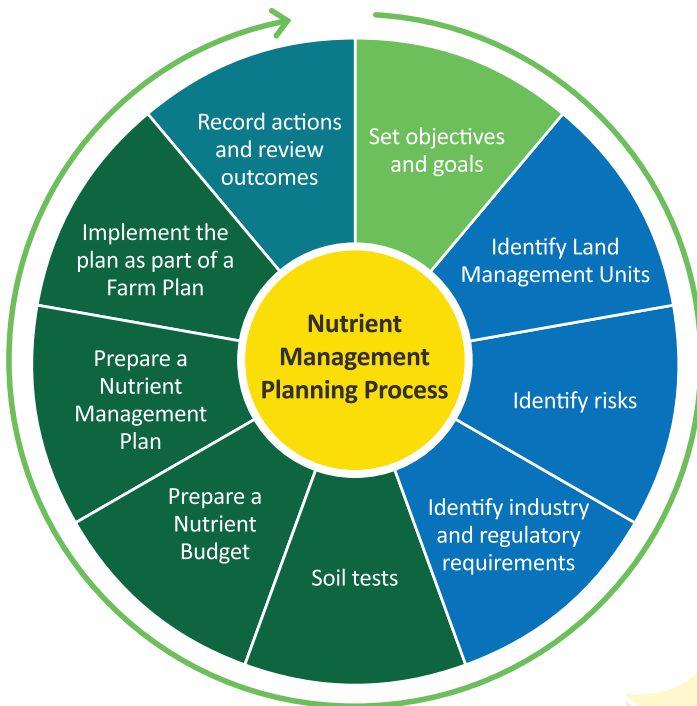 Nutrient
Management
Planning Process
Set objectives
and goals
Identify Land
Management Units
Identify risks
Identify industry
and regulatory
requirements
Soil tests
Prepare a
Nutrient
Budget
Prepare a
Nutrient
Management
Plan
Implement the
plan as part of a
Farm Plan
Record actions
and review
outcomes